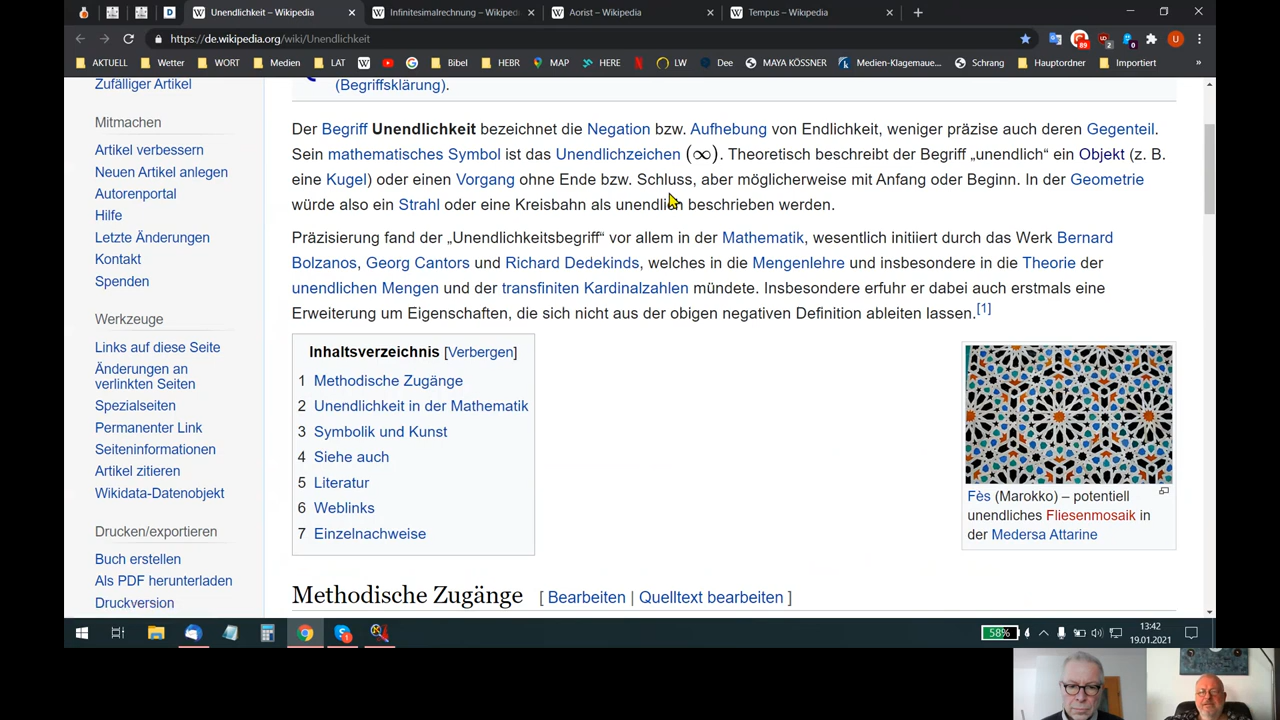 Unendlichkeit – Wikipedia
Infinitesimalrechnung – Wikiped
Aorist – Wikipedia
Tempus – Wikipedia
https://de.wikipedia.org/wiki/Unendlichkeit
AKTUELL Wetter WORT Medien LAT Bibel HEBR MAP HERE LW Dee MAYA KÖSSNER Medien-Klagemaue... Schrang Hauptordner Importiert
Zufälliger Artikel
Mitmachen
Artikel verbessern
Neuen Artikel anlegen
Autorenportal
Hilfe
Letzte Änderungen
Kontakt
Spenden
Werkzeuge
Links auf diese Seite
Änderungen an
verlinkten Seiten
Spezialseiten
Permanenter Link
Seiteninformationen
Artikel zitieren
Wikidata-Datenobjekt
Drucken/exportieren
Buch erstellen
Als PDF herunterladen
Druckversion
(Begriffsklärung).
Der Begriff Unendlichkeit bezeichnet die Negation bzw. Aufhebung von Endlichkeit, weniger präzise auch deren Gegenteil.
Sein mathematisches Symbol ist das Unendlichzeichen (∞). Theoretisch beschreibt der Begriff „unendlich“ ein Objekt (z. B.
eine Kugel) oder einen Vorgang ohne Ende bzw. Schluss, aber möglicherweise mit Anfang oder Beginn. In der Geometrie
würde also ein Strahl oder eine Kreisbahn als unendlich beschrieben werden.
Präzisierung fand der „Unendlichkeitsbegriff“ vor allem in der Mathematik, wesentlich initiiert durch das Werk Bernard
Bolzanos, Georg Cantors und Richard Dedekinds, welches in die Mengenlehre und insbesondere in die Theorie der
unendlichen Mengen und der transfiniten Kardinalzahlen mündete. Insbesondere erfuhr er dabei auch erstmals eine
Erweiterung um Eigenschaften, die sich nicht aus der obigen negativen Definition ableiten lassen.[1]
Inhaltsverzeichnis [Verbergen]
1 Methodische Zugänge
2 Unendlichkeit in der Mathematik
3 Symbolik und Kunst
4 Siehe auch
5 Literatur
6 Weblinks
7 Einzelnachweise
Fès (Marokko) – potentiell
unendliches Fliesenmosaik in
der Medersa Attarine
Methodische Zugänge [ Bearbeiten | Quelltext bearbeiten ]
58%
13:42
19.01.2021